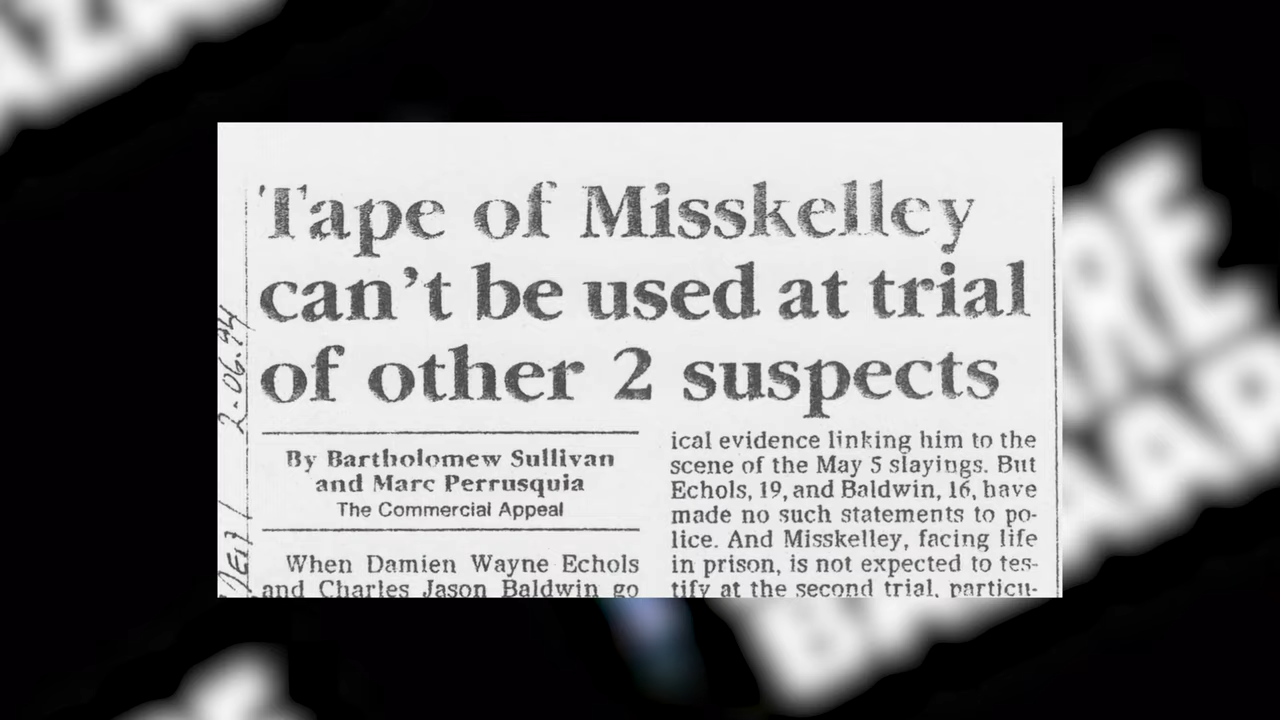 Tape of Misskelley
can't be used at trial
of other 2 suspects
By Bartholomew Sullivan
and Marc Perrusquia
The Commercial Appeal
When Damien Wayne Echols
and Charles Jason Baldwin go
ical evidence linking him to the
scene of the May 5 slayings. But
Echols, 19, and Baldwin, 16, have
made no such statements to po-
lice. And Misskelley, facing life
in prison, is not expected to tes-
tify at the second trial, particu-
2-06.94